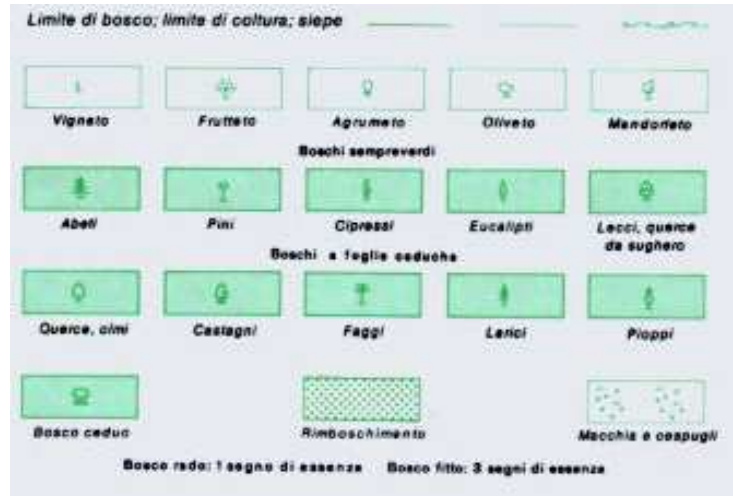 Limite di bosco; limite di coltura; siepe
Vigneto Frutteto Agrumeto Oliveto Mandorleto
Boschi sempreverdi
Abeti Pini Cipressi Eucalipti Lecci, querce da sughero
Boschi a foglie caduche
Querce, olmi Castagni Faggi Larici Pioppi
Bosco ceduo Rimboschimento Macchia e cespugli
Bosco rado: 1 segno di essenza Bosco fitto: 3 segni di essenza